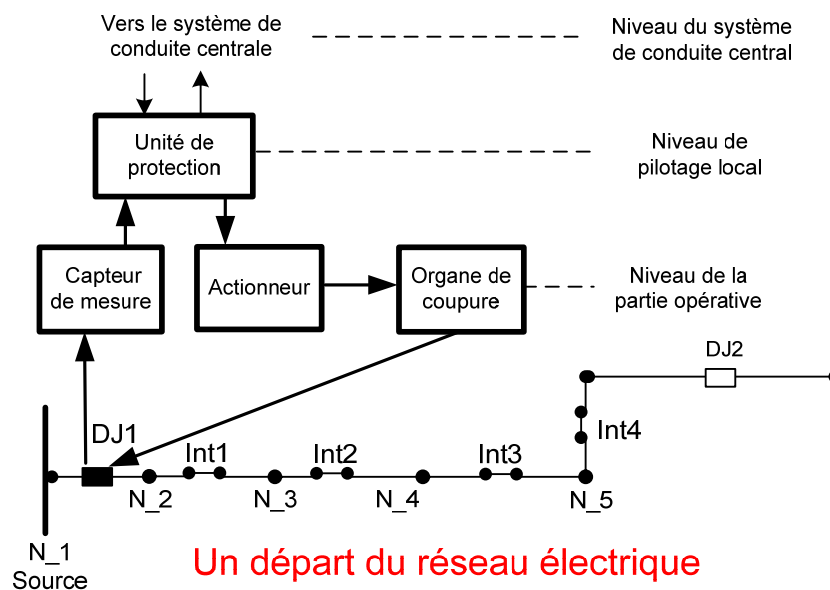 Vers le système de
conduite centrale
Niveau du système
de conduite central
Unité de
protection
Niveau de
pilotage local
Capteur
de mesure
Actionneur
Organe de
coupure
Niveau de la
partie opérative
DJ2
DJ1
Int1
Int2
Int3
Int4
N_2
N_3
N_4
N_5
N_1
Source
Un départ du réseau électrique